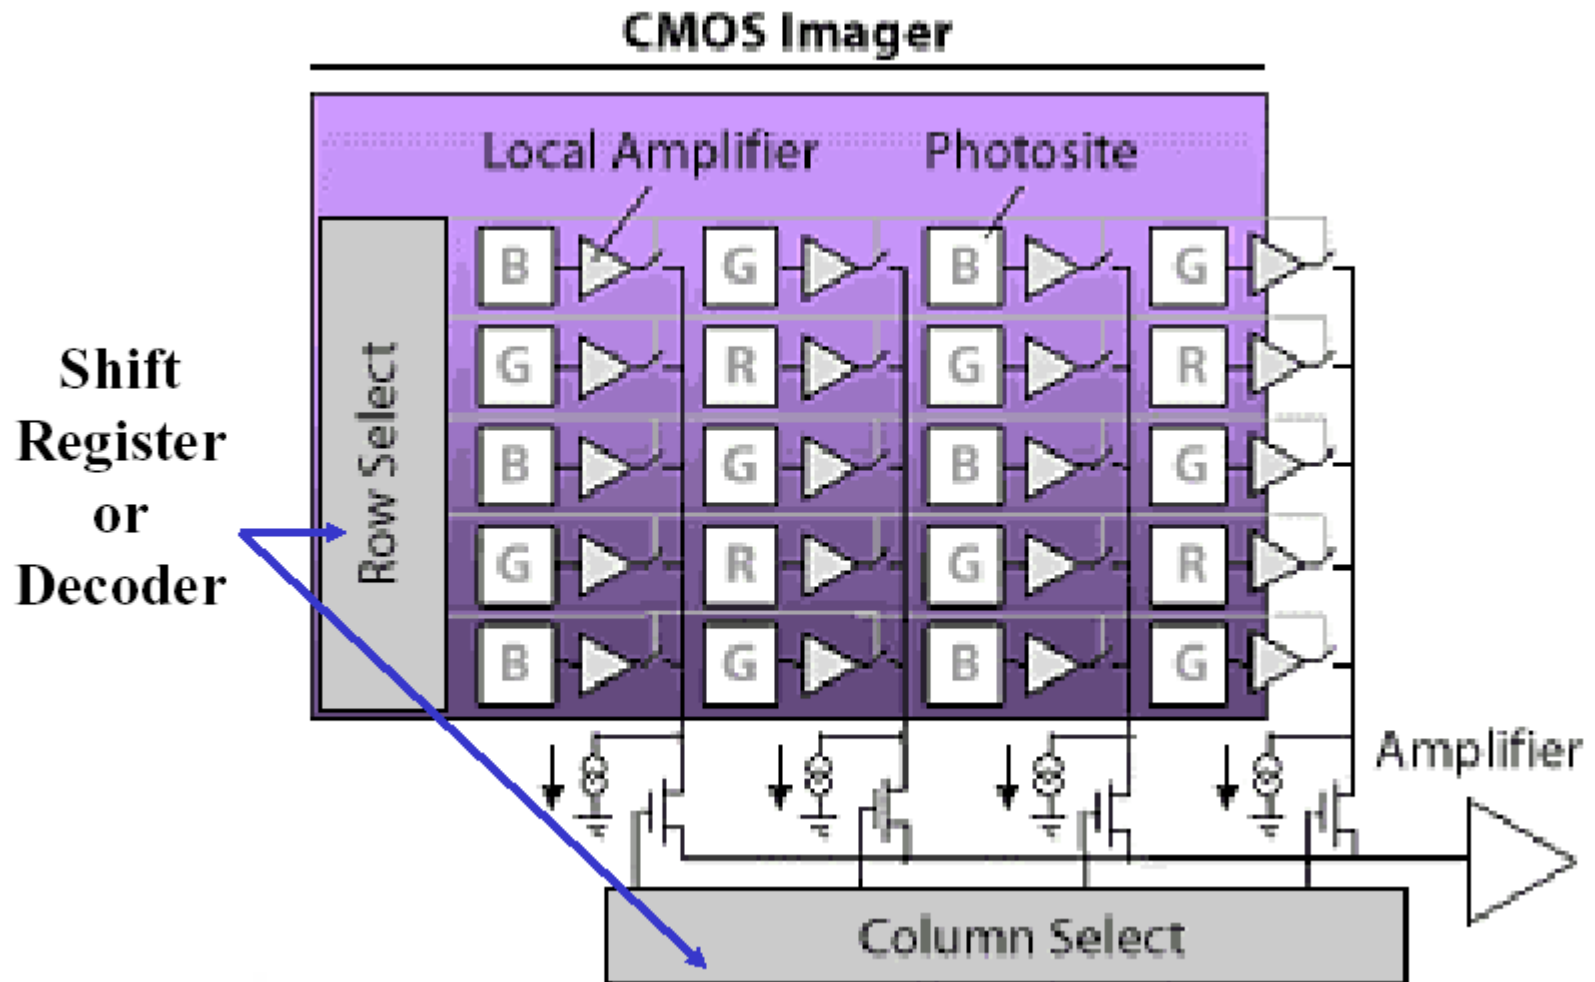 CMOS Imager
Local Amplifier Photosite
B G B G
G R G R
B G B G
G R G R
B G B G
Row Select
Shift
Register
or
Decoder
Amplifier
Column Select